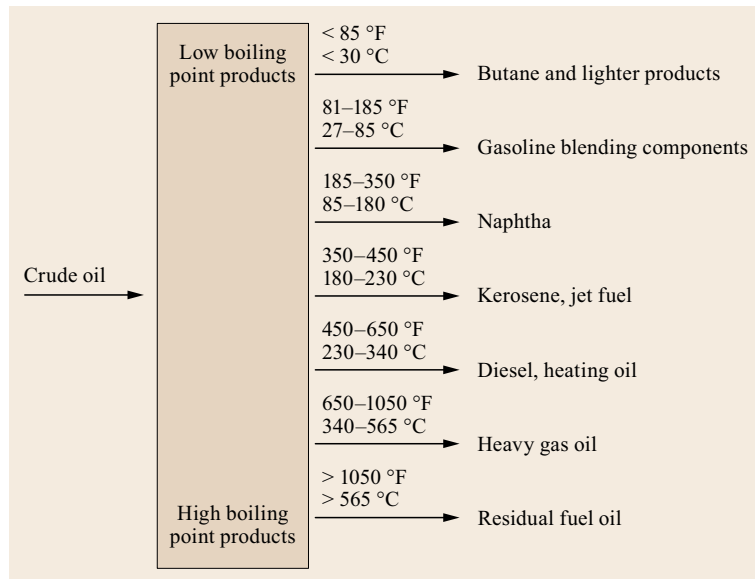 Low boiling
point products
< 85 °F
< 30 °C
Butane and lighter products
81–185 °F
27–85 °C
Gasoline blending components
185–350 °F
85–180 °C
Naphtha
Crude oil
350–450 °F
180–230 °C
Kerosene, jet fuel
450–650 °F
230–340 °C
Diesel, heating oil
650–1050 °F
340–565 °C
Heavy gas oil
> 1050 °F
> 565 °C
Residual fuel oil
High boiling
point products